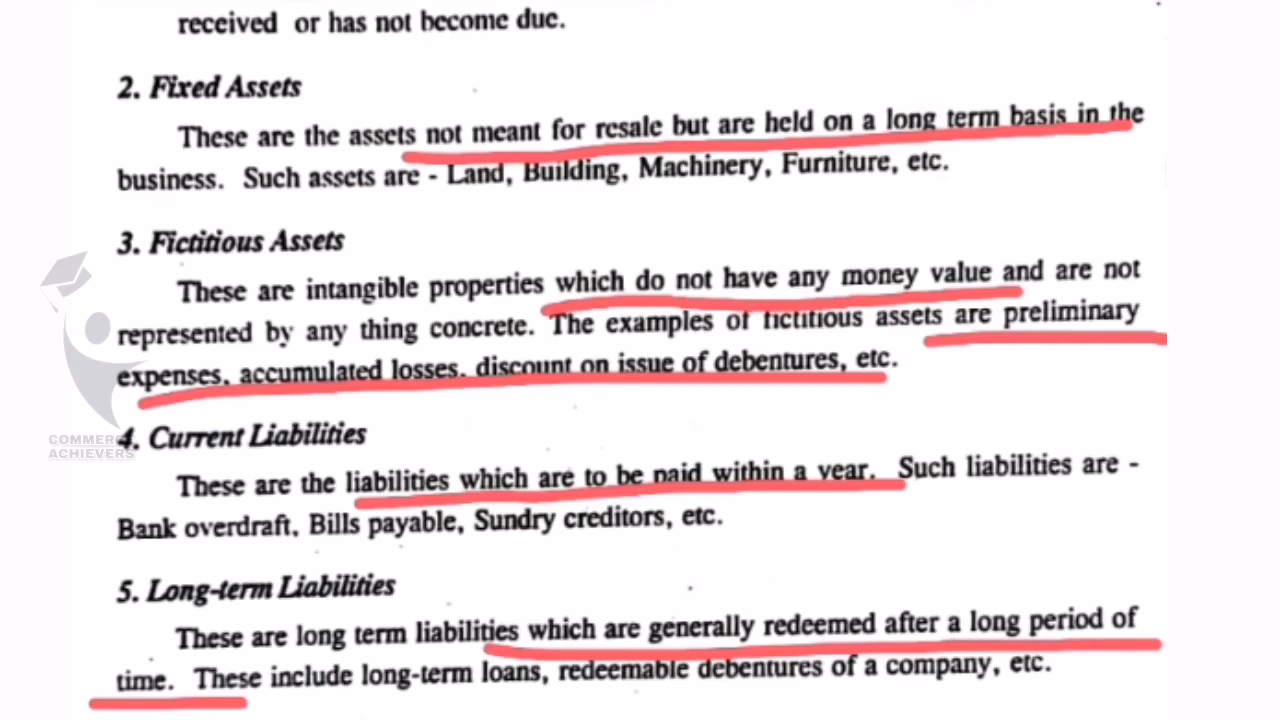 received or has not become due.
2. Fixed Assets
These are the assets not meant for resale but are held on a long term basis in the
business. Such assets are - Land, Building, Machinery, Furniture, etc.
3. Fictitious Assets
These are intangible properties which do not have any money value and are not
represented by any thing concrete. The examples of fictitious assets are preliminary
expenses, accumulated losses, discount on issue of debentures, etc.
COMMERCE
ACHIEVERS
4. Current Liabilities
These are the liabilities which are to be paid within a year. Such liabilities are -
Bank overdraft, Bills payable, Sundry creditors, etc.
5. Long-term Liabilities
These are long term liabilities which are generally redeemed after a long period of
time. These include long-term loans, redeemable debentures of a company, etc.